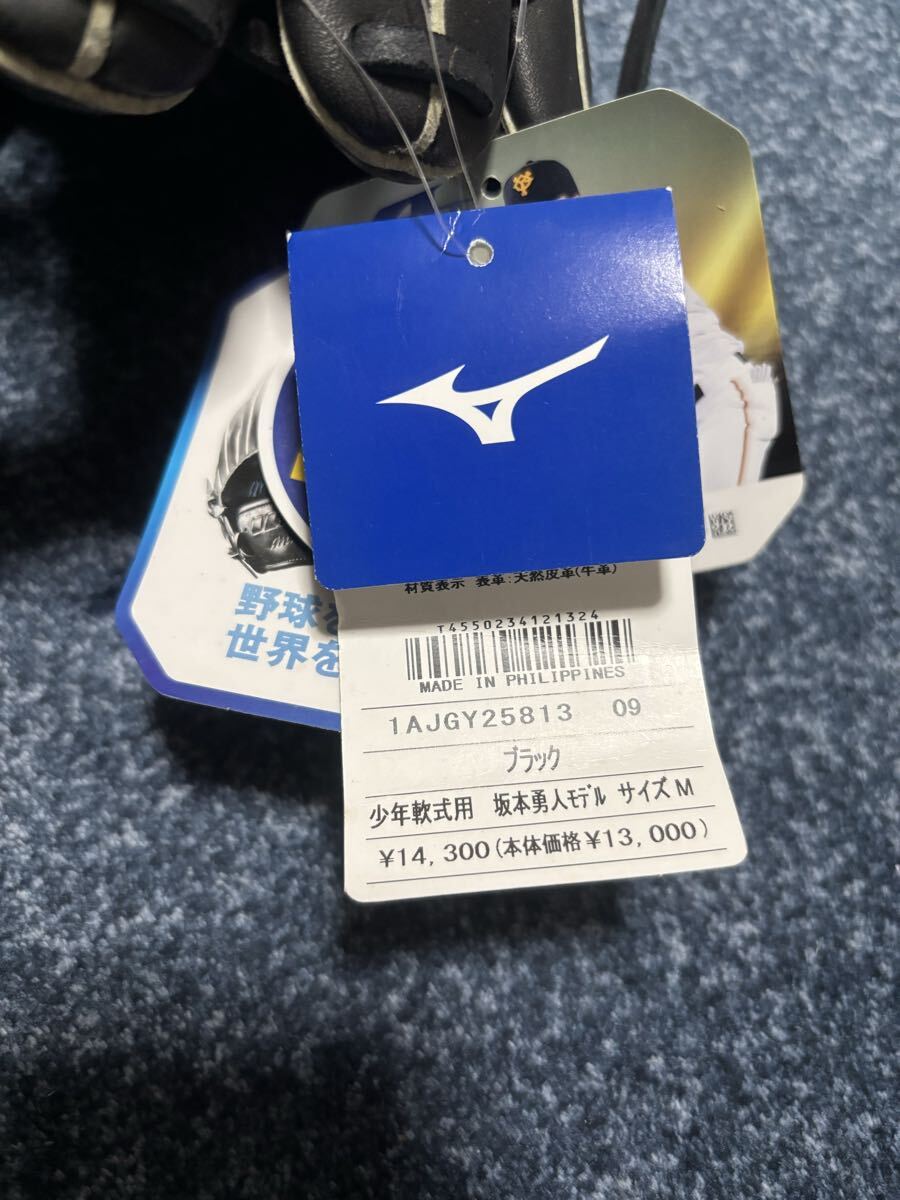 材質表示 表革:天然皮革(牛革)
T4550234121324
MADE IN PHILIPPINES
1AJGY25813 09
ブラック
少年軟式用 坂本勇人モデル サイズM
¥14,300(本体価格¥13,000)
野球を
世界を